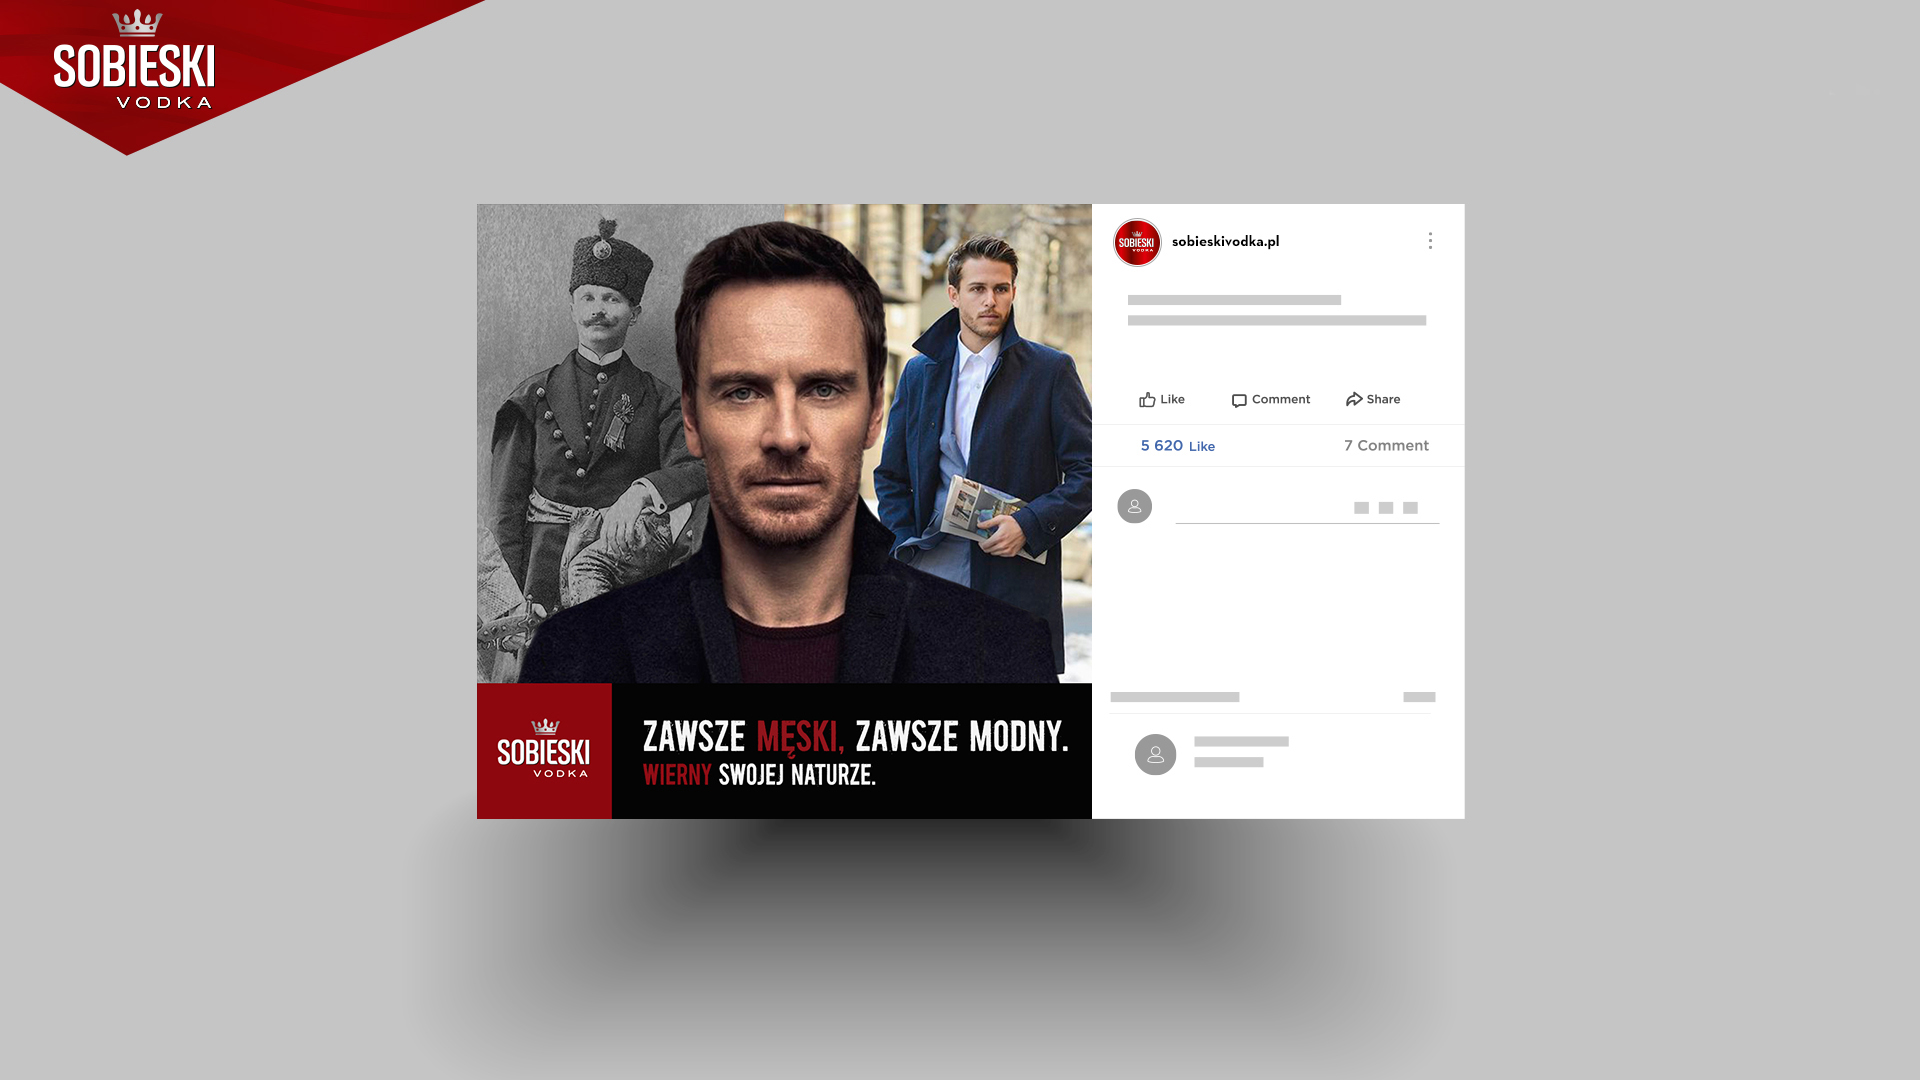 SOBIESKI
VODKA
SOBIESKI
VODKA
sobieskivodka.pl
Like
Comment
Share
5 620 Like
7 Comment
SOBIESKI
VODKA
ZAWSZE MĘSKI, ZAWSZE MODNY.
WIERNY SWOJEJ NATURZE.